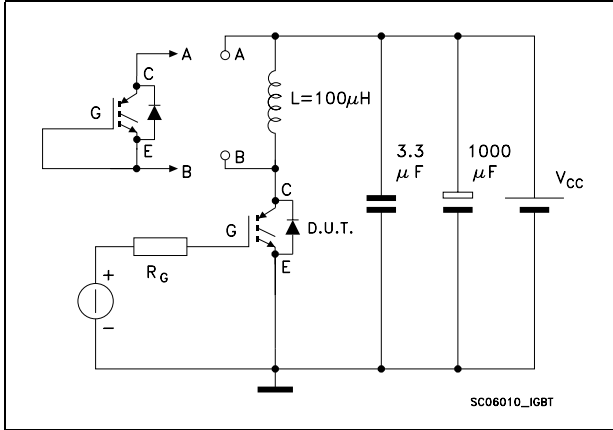 A
A
C
L=100μH
G
E
B
B
3.3
μF
1000
μF
VCC
C
G
D.U.T.
E
RG
+
−
SC06010_IGBT